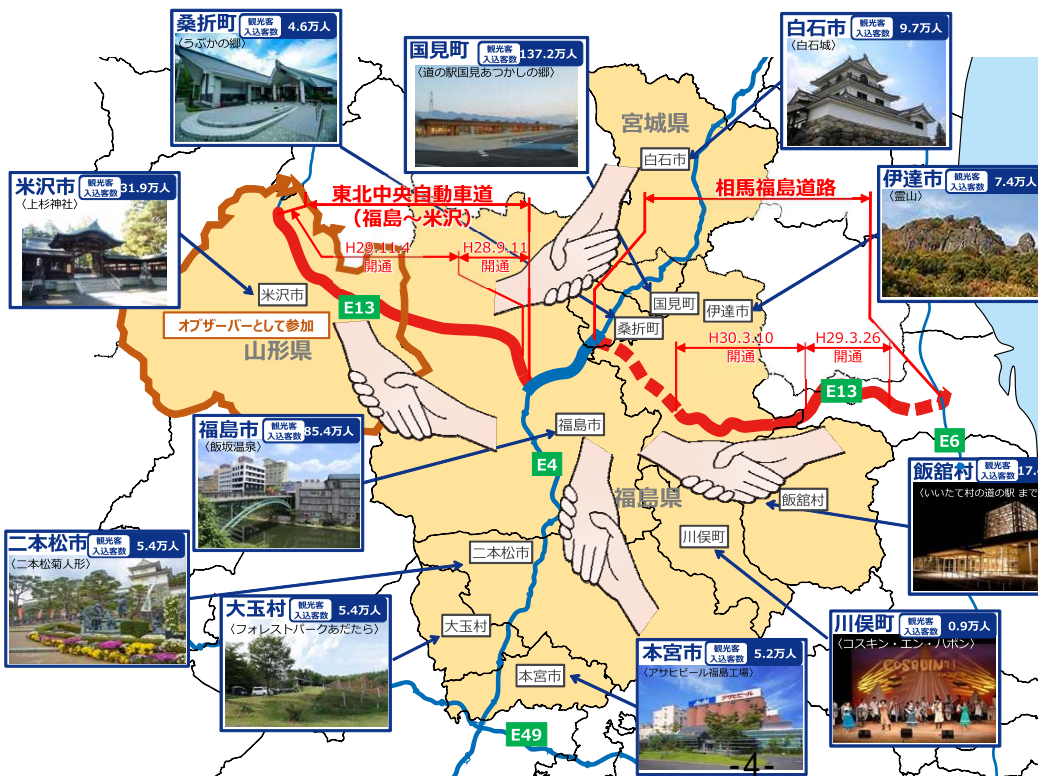 桑折町 観光客入込客数 4.6万人
〈うぶかの郷〉
国見町 観光客入込客数 137.2万人
〈道の駅国見あつかしの郷〉
白石市 観光客入込客数 9.7万人
〈白石城〉
宮城県
白石市
米沢市 観光客入込客数 31.9万人
〈上杉神社〉
東北中央自動車道
（福島～米沢）
相馬福島道路
伊達市 観光客入込客数 7.4万人
〈霊山〉
H29.11.4
開通
H28.9.11
開通
米沢市
E13
オブザーバーとして参加
山形県
国見町
伊達市
桑折町
H30.3.10
開通
H29.3.26
開通
E13
福島市 観光客入込客数 85.4万人
〈飯坂温泉〉
福島市
E4
E6
福島県
飯舘村 観光客入込客数 17.
〈いいたて村の道の駅 まで
飯舘村
川俣町
二本松市 観光客入込客数 5.4万人
〈二本松菊人形〉
二本松市
大玉村 観光客入込客数 5.4万人
〈フォレストパークあだたら〉
大玉村
本宮市
本宮市 観光客入込客数 5.2万人
〈アサヒビール福島工場〉
アサヒビール
川俣町 観光客入込客数 0.9万人
〈コスキン・エン・ハポン〉
COSQUIN
E49
-4-